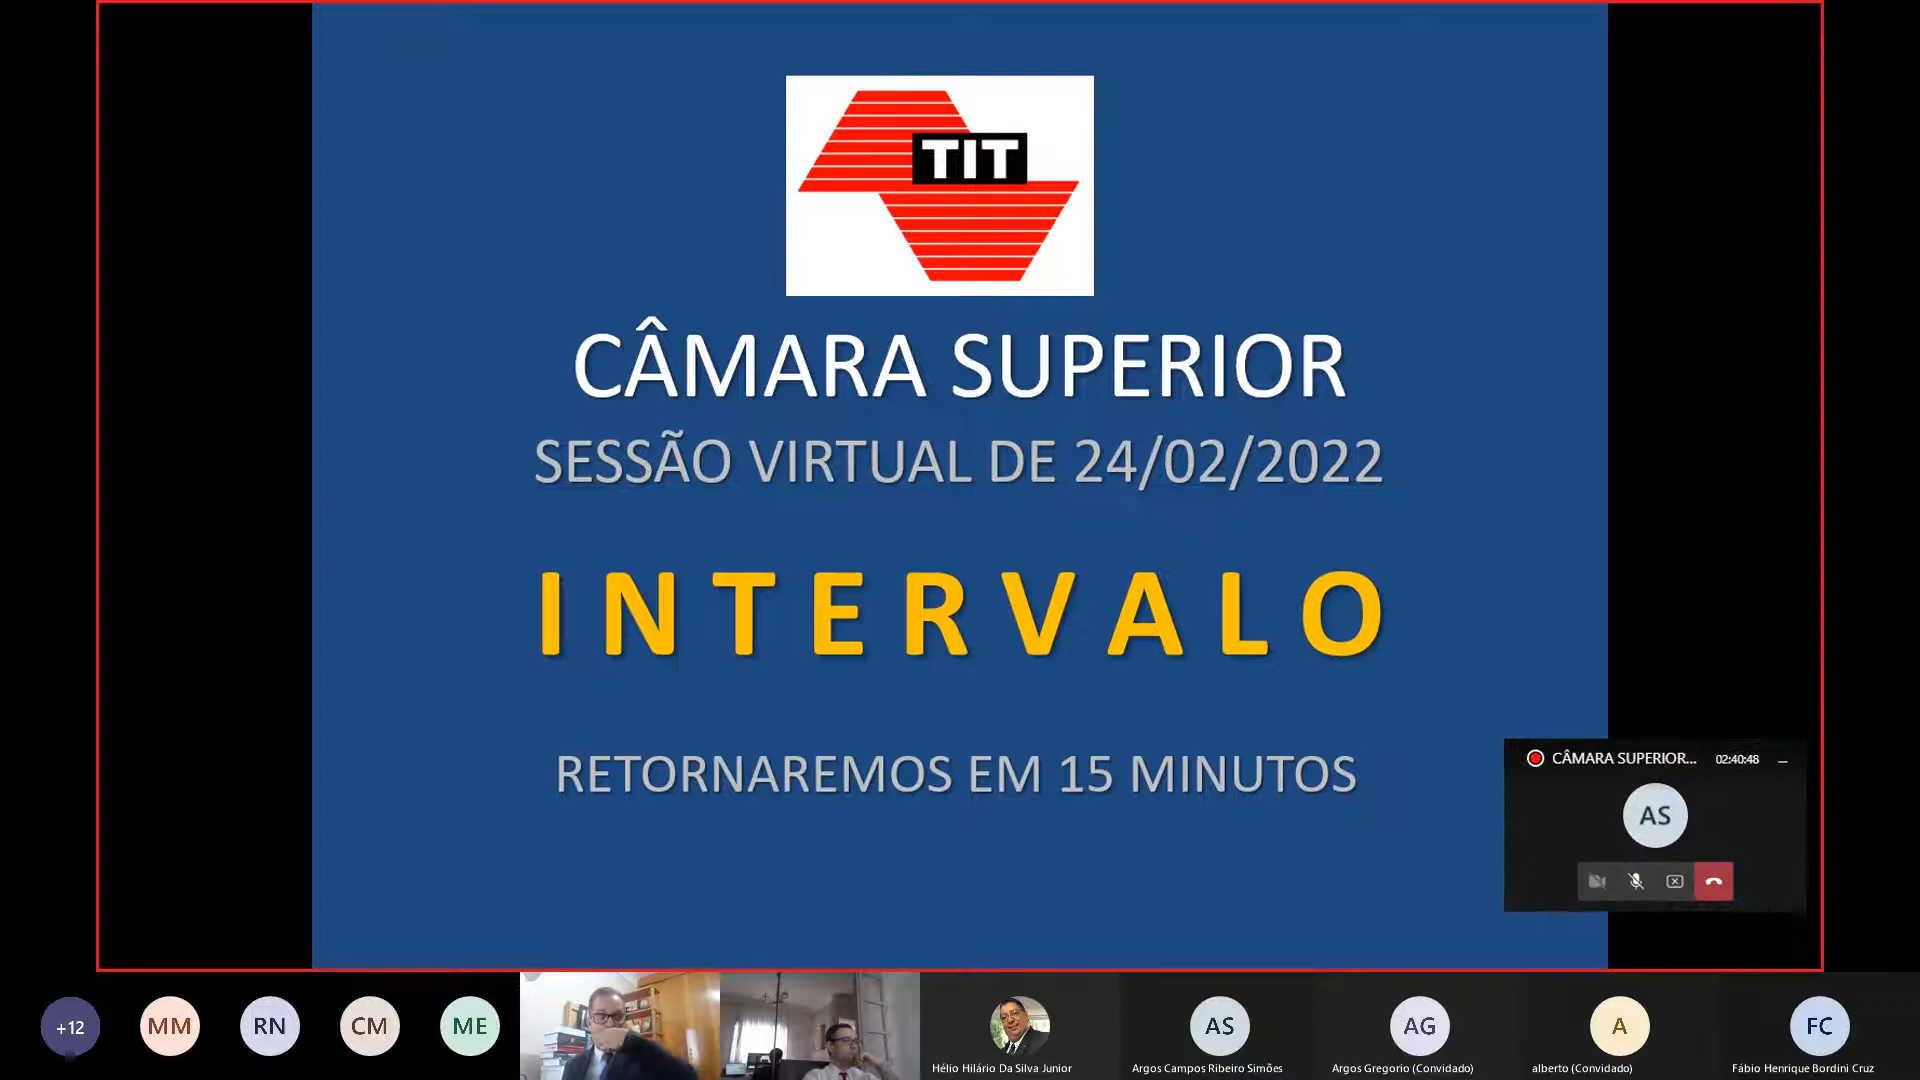 TIT
CÂMARA SUPERIOR
SESSÃO VIRTUAL DE 24/02/2022
INTERVALO
RETORNAREMOS EM 15 MINUTOS
CÂMARA SUPERIOR... 02:40:48
AS
+12 MM RN CM ME AS AG A FC
Hélio Hilário Da Silva Junior Argos Campos Ribeiro Simões Argos Gregorio (Convidado) alberto (Convidado) Fábio Henrique Bordini Cruz